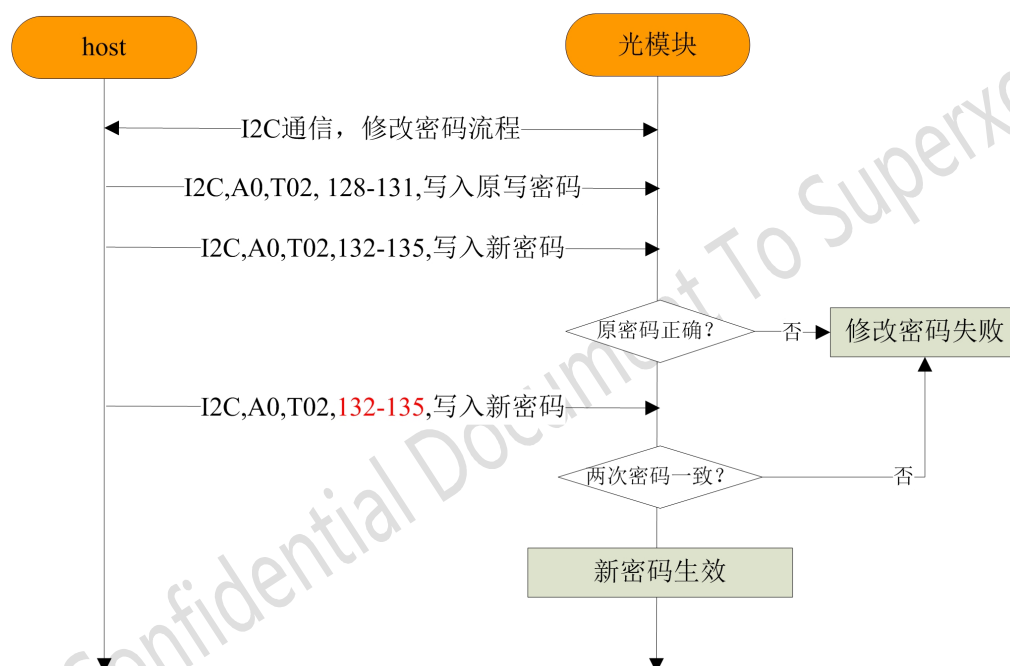 host
光模块
I2C通信，修改密码流程
I2C,A0,T02, 128-131,写入原写密码
I2C,A0,T02,132-135,写入新密码
原密码正确？
否
修改密码失败
I2C,A0,T02,132-135,写入新密码
两次密码一致？
否
新密码生效
Confidential Document To Superxo